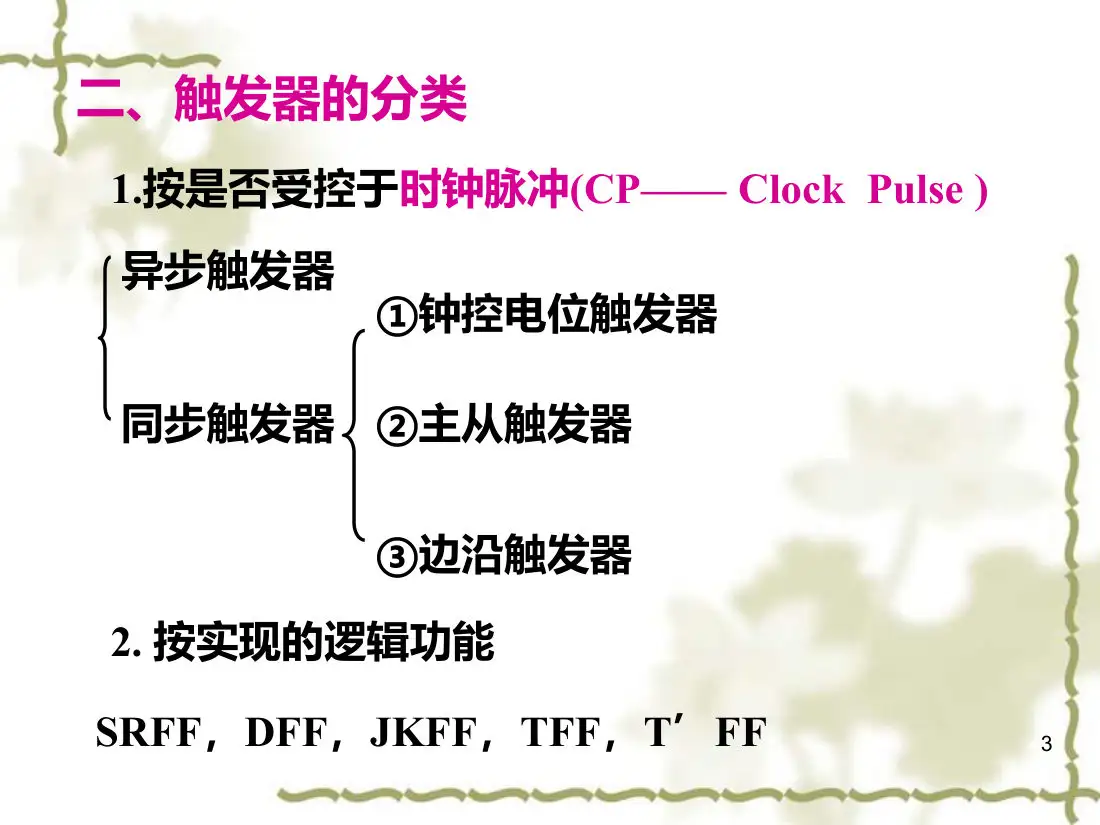 二、触发器的分类
1.按是否受控于时钟脉冲(CP—— Clock Pulse )
异步触发器
①钟控电位触发器
同步触发器
②主从触发器
③边沿触发器
2. 按实现的逻辑功能
SRFF，DFF，JKFF，TFF，T′ FF
3